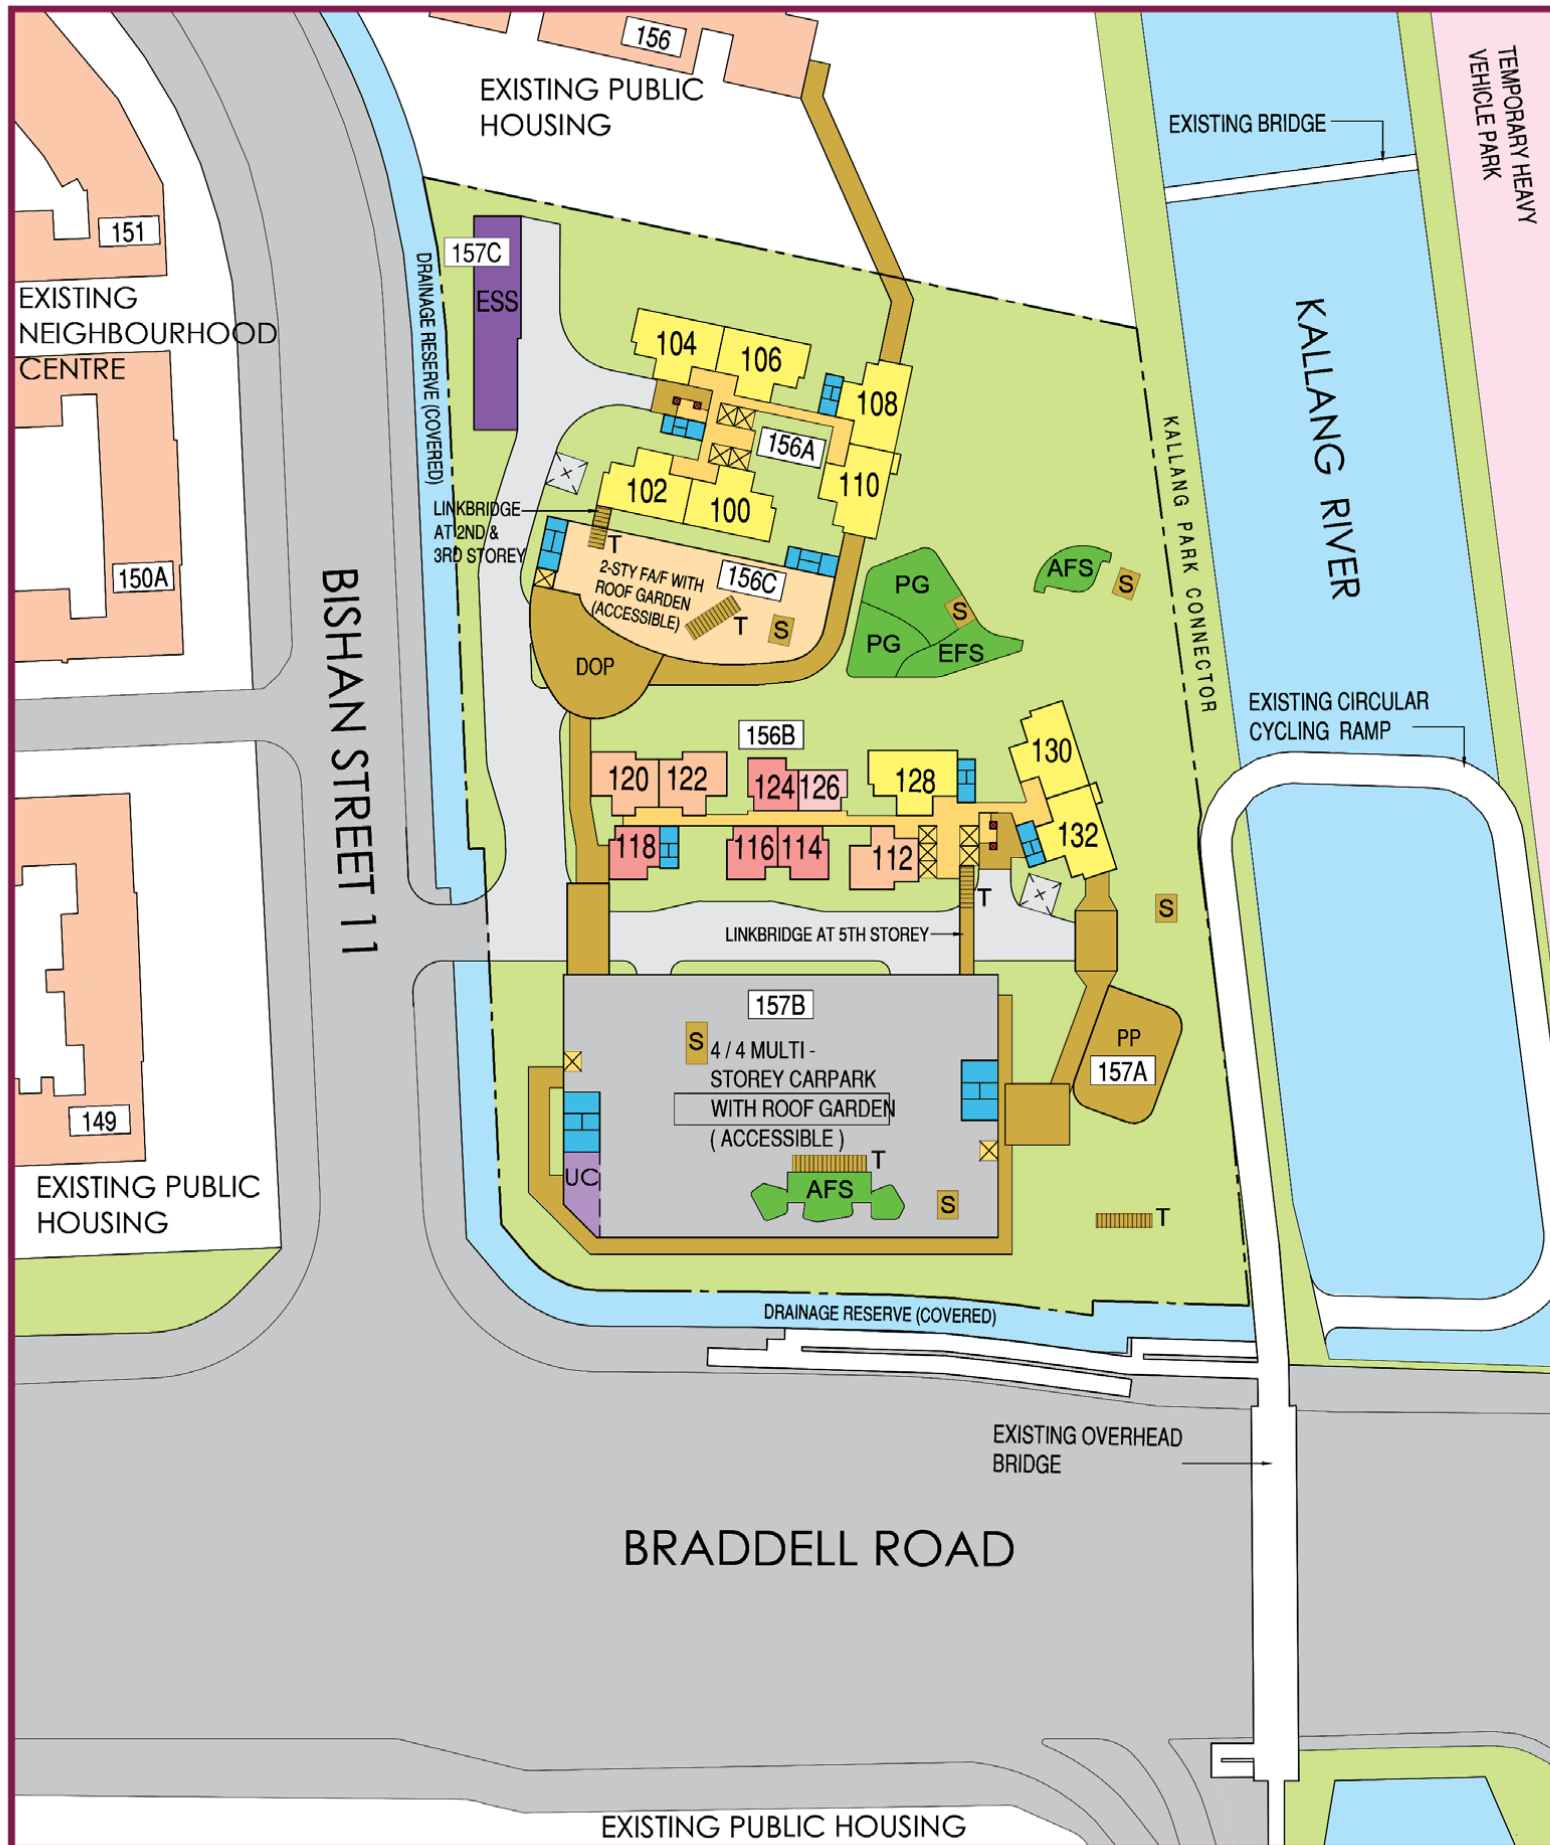 156
EXISTING PUBLIC
HOUSING
TEMPORARY HEAVY
VEHICLE PARK
EXISTING BRIDGE
151
157C
ESS
EXISTING
NEIGHBOURHOOD
CENTRE
DRAINAGE RESERVE (COVERED)
KALLANG RIVER
104
106
108
156A
110
102
100
KALLANG PARK CONNECTOR
LINKBRIDGE
AT 2ND &
3RD STOREY
T
2-STY FA/F WITH
ROOF GARDEN
(ACCESSIBLE)
156C
T
S
150A
BISHAN STREET 11
DOP
PG
S
PG
EFS
AFS
S
EXISTING CIRCULAR
CYCLING RAMP
156B
120
122
124
126
128
130
118
116
114
112
132
T
S
LINKBRIDGE AT 5TH STOREY
157B
S
4 / 4 MULTI -
STOREY CARPARK
WITH ROOF GARDEN
( ACCESSIBLE )
PP
157A
149
UC
T
AFS
S
T
EXISTING PUBLIC
HOUSING
DRAINAGE RESERVE (COVERED)
EXISTING OVERHEAD
BRIDGE
BRADDELL ROAD
EXISTING PUBLIC HOUSING